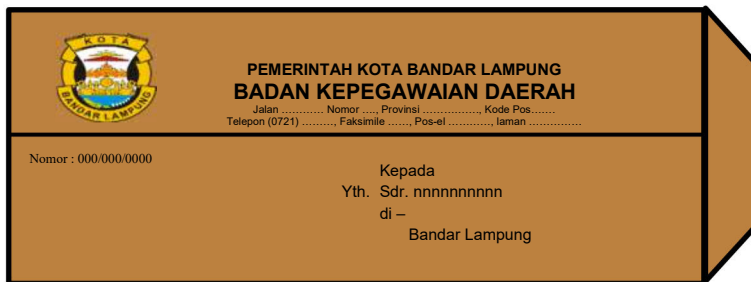 KOTA
BANDAR LAMPUNG
PEMERINTAH KOTA BANDAR LAMPUNG
BADAN KEPEGAWAIAN DAERAH
Jalan ………… Nomor …., Provinsi ……………., Kode Pos…….
Telepon (0721) ………, Faksimile ……, Pos-el …………, laman ……………
Nomor : 000/000/0000
Kepada
Yth. Sdr. nnnnnnnnnn
di –
Bandar Lampung